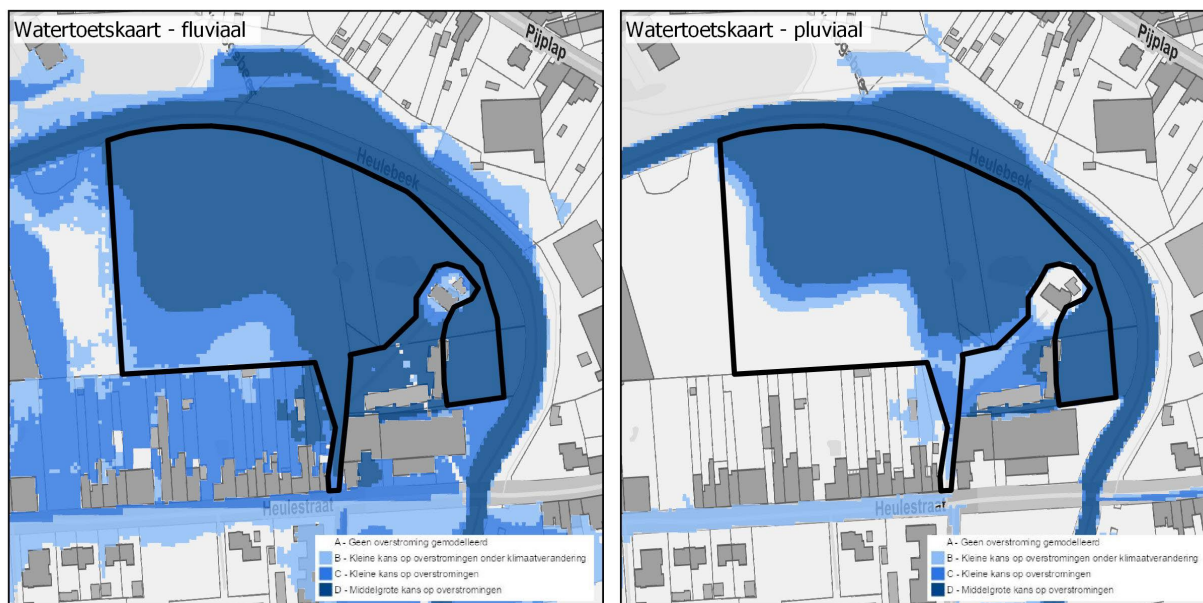 Watertoetskaart - fluviaal
Pijplap
Heulebeek
Heulestraat
A - Geen overstroming gemodelleerd
B - Kleine kans op overstromingen onder klimaatverandering
C - Kleine kans op overstromingen
D - Middelgrote kans op overstromingen
Watertoetskaart - pluviaal
Pijplap
Heulebeek
Heulestraat
A - Geen overstroming gemodelleerd
B - Kleine kans op overstromingen onder klimaatverandering
C - Kleine kans op overstromingen
D - Middelgrote kans op overstromingen